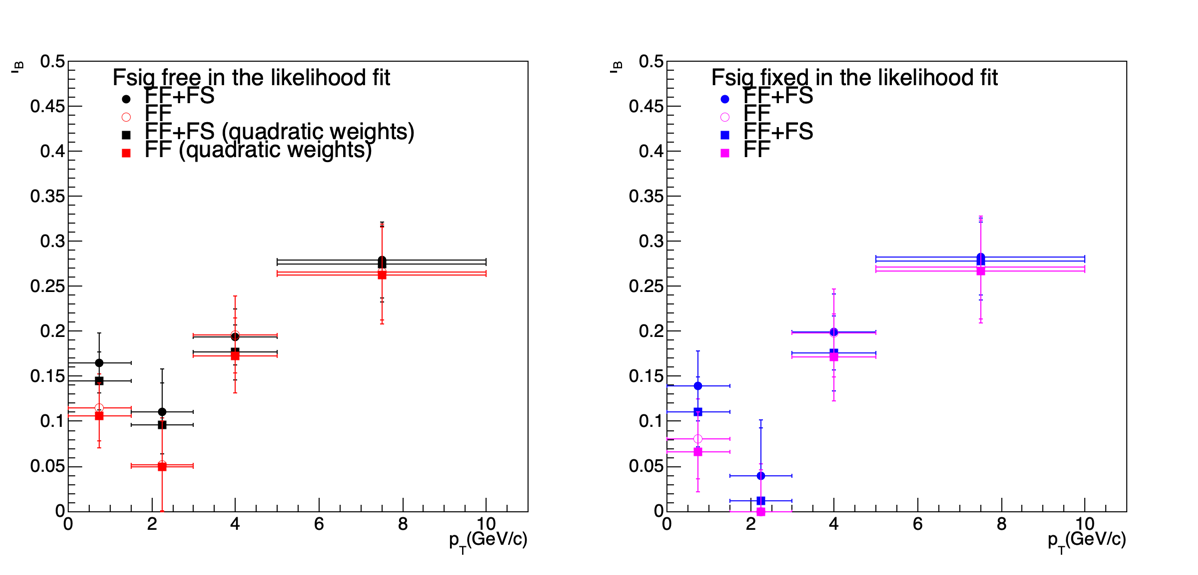 Fsig free in the likelihood fit
FF+FS
FF
FF+FS (quadratic weights)
FF (quadratic weights)
B
0.5
0.45
0.4
0.35
0.3
0.25
0.2
0.15
0.1
0.05
0
0 2 4 6 8 10
pT(GeV/c)
Fsig fixed in the likelihood fit
FF+FS
FF
FF+FS
FF
B
0.5
0.45
0.4
0.35
0.3
0.25
0.2
0.15
0.1
0.05
0
0 2 4 6 8 10
pT(GeV/c)